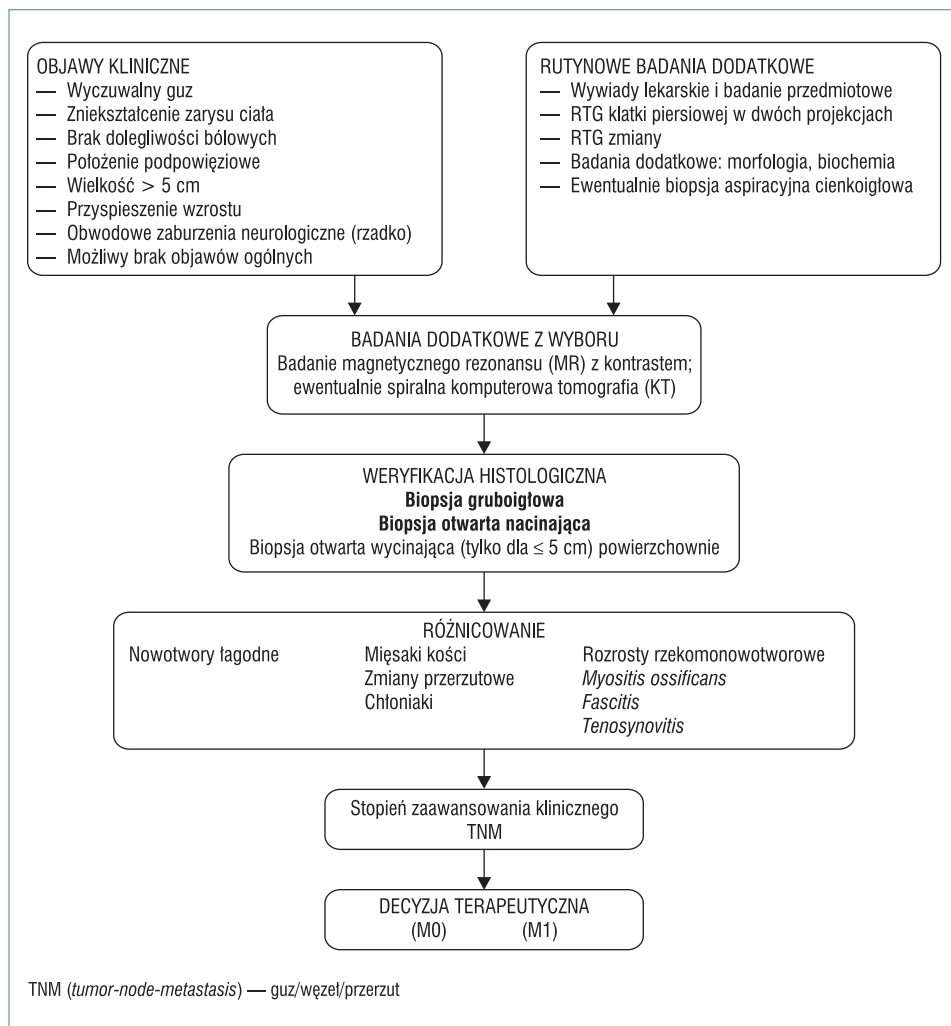 OBJAWY KLINICZNE
— Wyczuwalny guz
— Zniekształcenie zarysu ciała
— Brak dolegliwości bólowych
— Położenie podpowięziowe
— Wielkość > 5 cm
— Przyspieszenie wzrostu
— Obwodowe zaburzenia neurologiczne (rzadko)
— Możliwy brak objawów ogólnych
RUTYNOWE BADANIA DODATKOWE
— Wywiady lekarskie i badanie przedmiotowe
— RTG klatki piersiowej w dwóch projekcjach
— RTG zmiany
— Badania dodatkowe: morfologia, biochemia
— Ewentualnie biopsja aspiracyjna cienkoigłowa
BADANIA DODATKOWE Z WYBORU
Badanie magnetycznego rezonansu (MR) z kontrastem;
ewentualnie spiralna komputerowa tomografia (KT)
WERYFIKACJA HISTOLOGICZNA
Biopsja gruboigłowa
Biopsja otwarta nacinająca
Biopsja otwarta wycinająca (tylko dla ≤ 5 cm) powierzchownie
RÓŻNICOWANIE
Nowotwory łagodne
Mięsaki kości
Zmiany przerzutowe
Chłoniaki
Rozrosty rzekomonowotworowe
Myositis ossificans
Fascitis
Tenosynovitis
Stopień zaawansowania klinicznego
TNM
DECYZJA TERAPEUTYCZNA
(M0) (M1)
TNM (tumor-node-metastasis) — guz/węzeł/przerzut